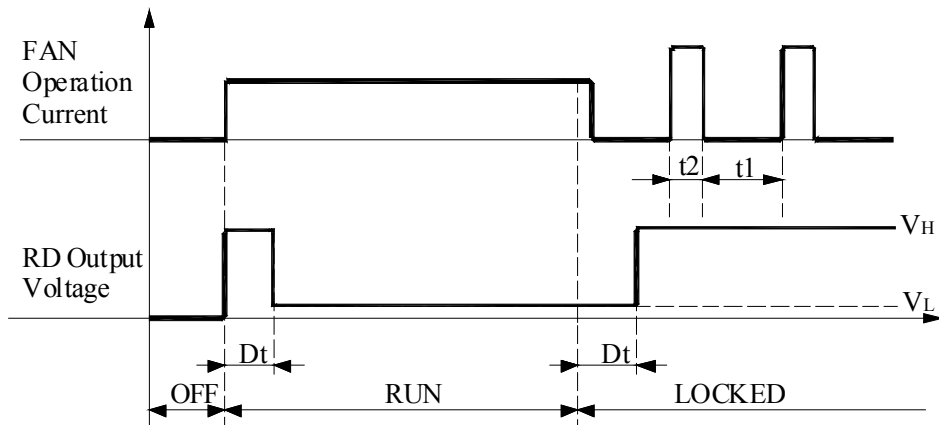 FAN
Operation
Current
t2
t1
VH
RD Output
Voltage
VL
Dt
Dt
OFF
RUN
LOCKED